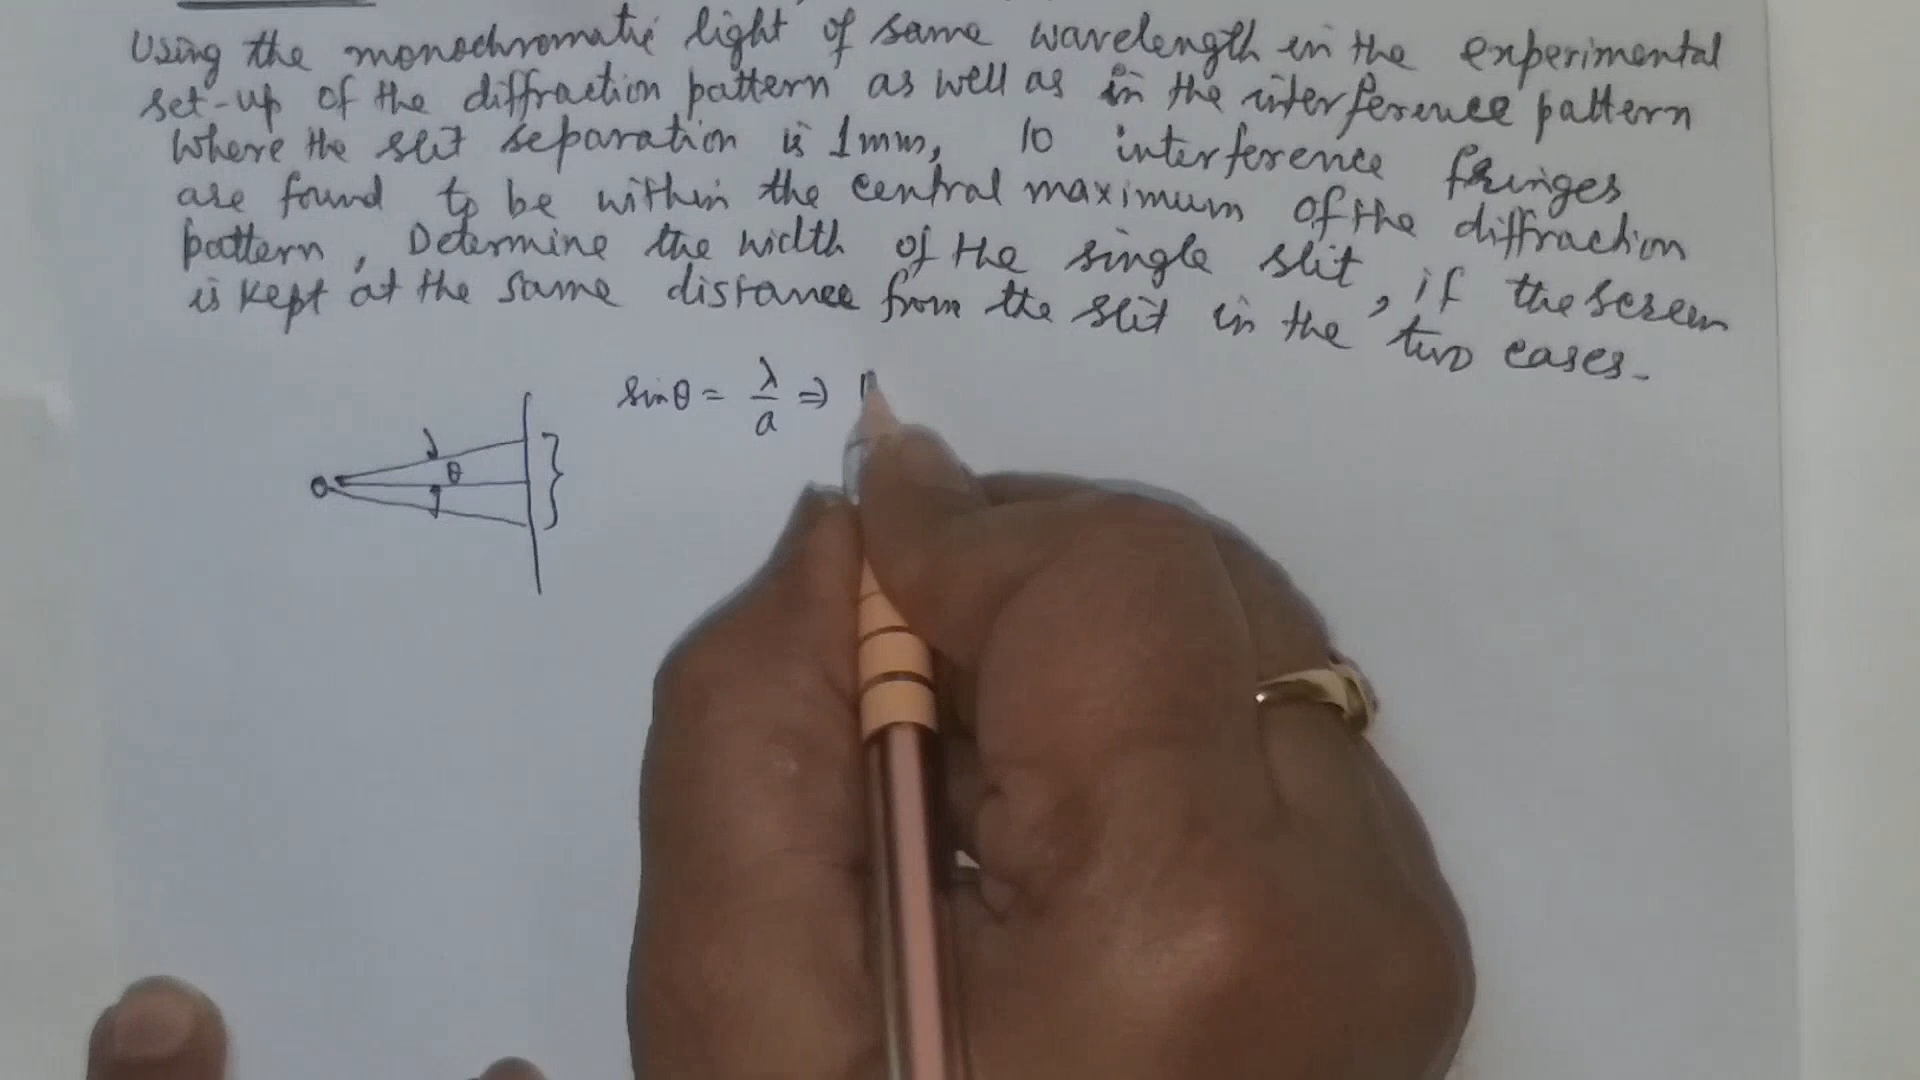 Using the monochromatic light of same wavelength in the experimental
set-up of the diffraction pattern as well as in the interference pattern
where the slit separation is 1mm, 10 interference fringes
are found to be within the central maximum of the diffraction
pattern, Determine the width of the single slit, if the screen
is kept at the same distance from the slit in the two cases.
sinθ = λ/a ⇒
θ
a